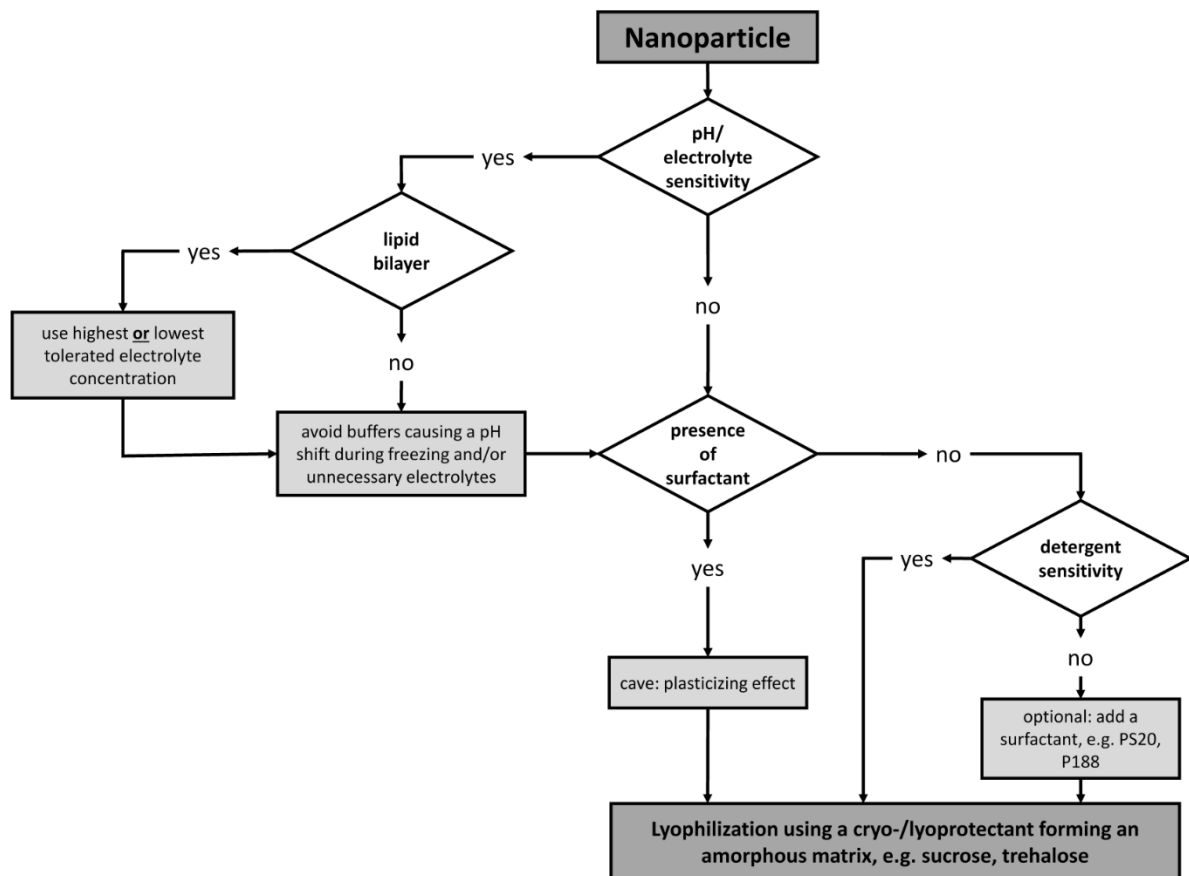 Nanoparticle
pH/
electrolyte
sensitivity
yes
lipid
bilayer
yes
no
use highest or lowest
tolerated electrolyte
concentration
no
avoid buffers causing a pH
shift during freezing and/or
unnecessary electrolytes
presence
of
surfactant
no
yes
detergent
sensitivity
yes
no
cave: plasticizing effect
optional: add a
surfactant, e.g. PS20,
P188
Lyophilization using a cryo-/lyoprotectant forming an
amorphous matrix, e.g. sucrose, trehalose